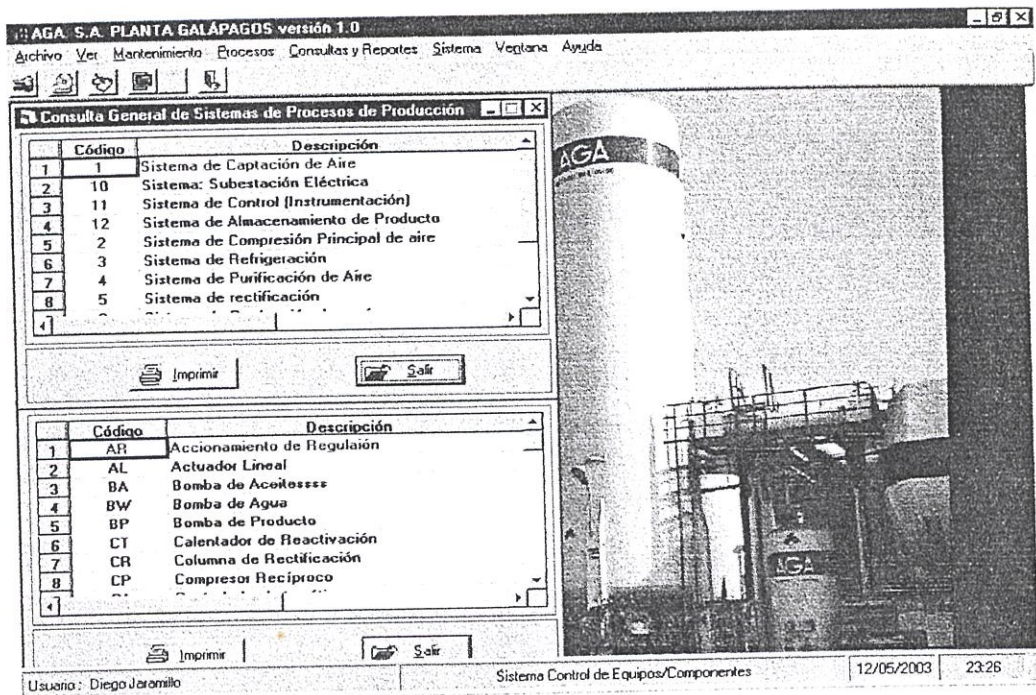 AGA. S.A. PLANTA GALÁPAGOS versión 1.0
Archivo Ver Mantenimiento Procesos Consultas y Reportes Sistema Ventana Ayuda
Consulta General de Sistemas de Procesos de Producción
Código Descripción
1 1 Sistema de Captación de Aire
2 10 Sistema: Subestación Eléctrica
3 11 Sistema de Control (Instrumentación)
4 12 Sistema de Almacenamiento de Producto
5 2 Sistema de Compresión Principal de aire
6 3 Sistema de Refrigeración
7 4 Sistema de Purificación de Aire
8 5 Sistema de rectificación
Imprimir Salir
Código Descripción
1 AR Accionamiento de Regulaión
2 AL Actuador Lineal
3 BA Bomba de Aceitessss
4 BW Bomba de Agua
5 BP Bomba de Producto
6 CT Calentador de Reactivación
7 CR Columna de Rectificación
8 CP Compresor Recíproco
Imprimir Salir
AGA
AGA
Usuario : Diego Jaramillo Sistema Control de Equipos/Componentes 12/05/2003 23:26